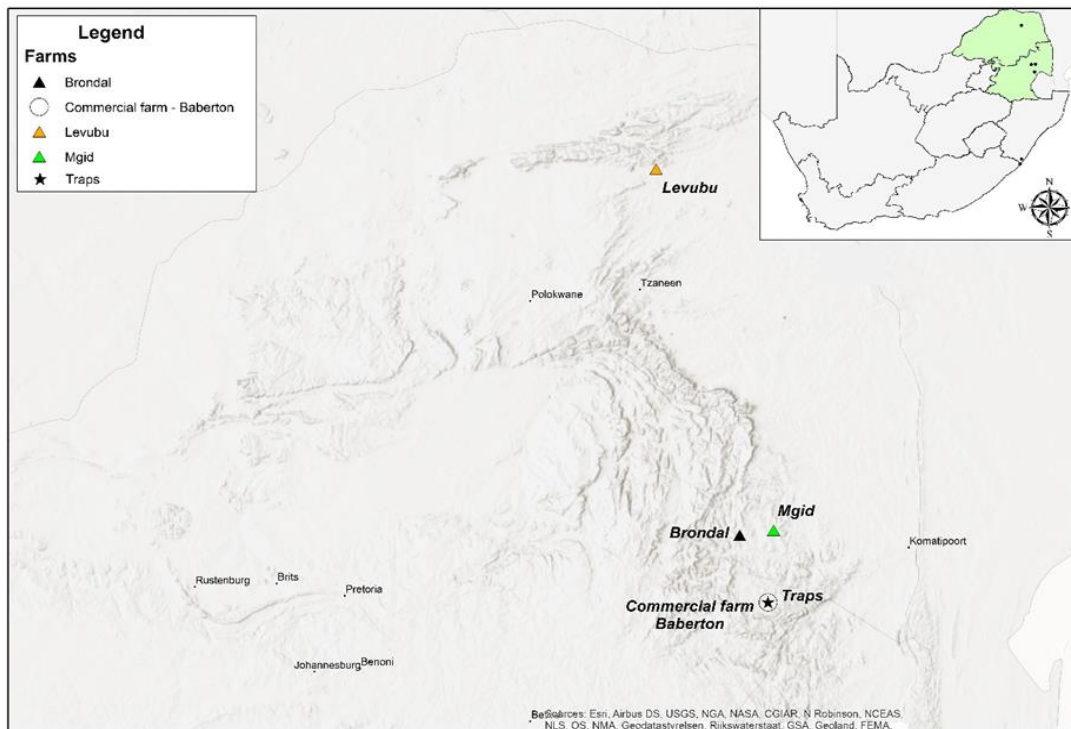 Legend
Farms
Brondal
Commercial farm - Baberton
Levubu
Mgid
Traps
N
W
S
Levubu
Polokwane
Tzaneen
Mgid
Brondal
Komatipoort
Rustenburg
Brits
Pretoria
Traps
Commercial farm
Baberton
Johannesburg
Benoni
Sources: Esri, Airbus DS, USGS, NGA, NASA, CGIAR, N Robinson, NCEAS,
NLS, OS, NMA, Geodatastyrelsen, Rijkswaterstaat, GSA, Geoland, FEMA,